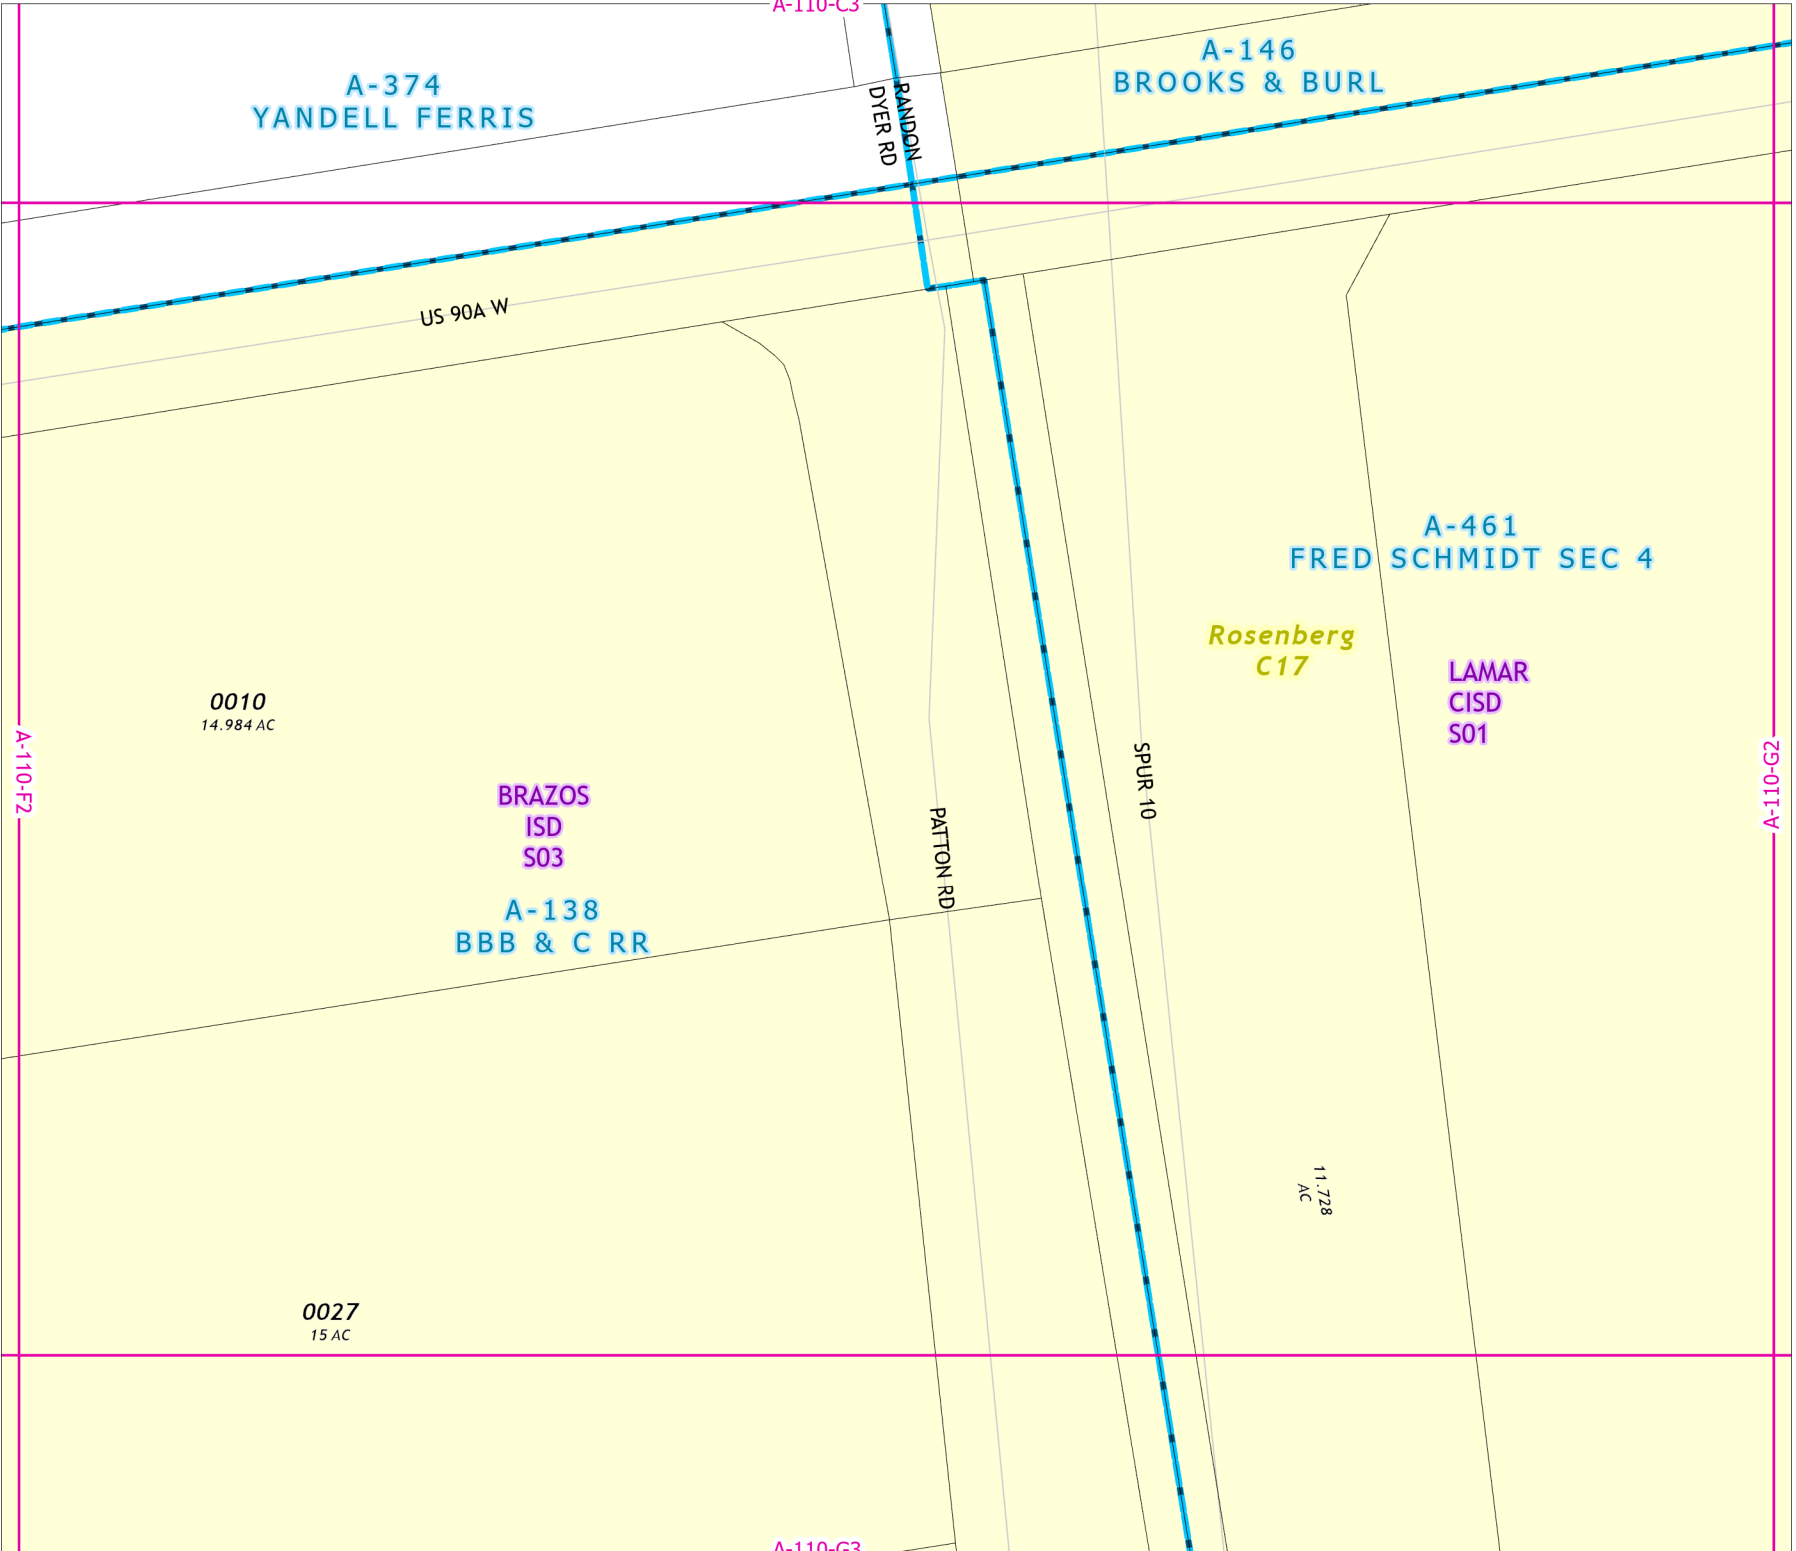 A-110-C3
A-146
BROOKS & BURL
A-374
YANDELL FERRIS
RANDON
DYER RD
US 90A W
A-461
FRED SCHMIDT SEC 4
Rosenberg
C17
LAMAR
CISD
S01
0010
14.984 AC
A-110-F2
A-110-G2
SPUR 10
BRAZOS
ISD
S03
PATTON RD
A-138
BBB & C RR
11.728
AC
0027
15 AC
A-110-G3